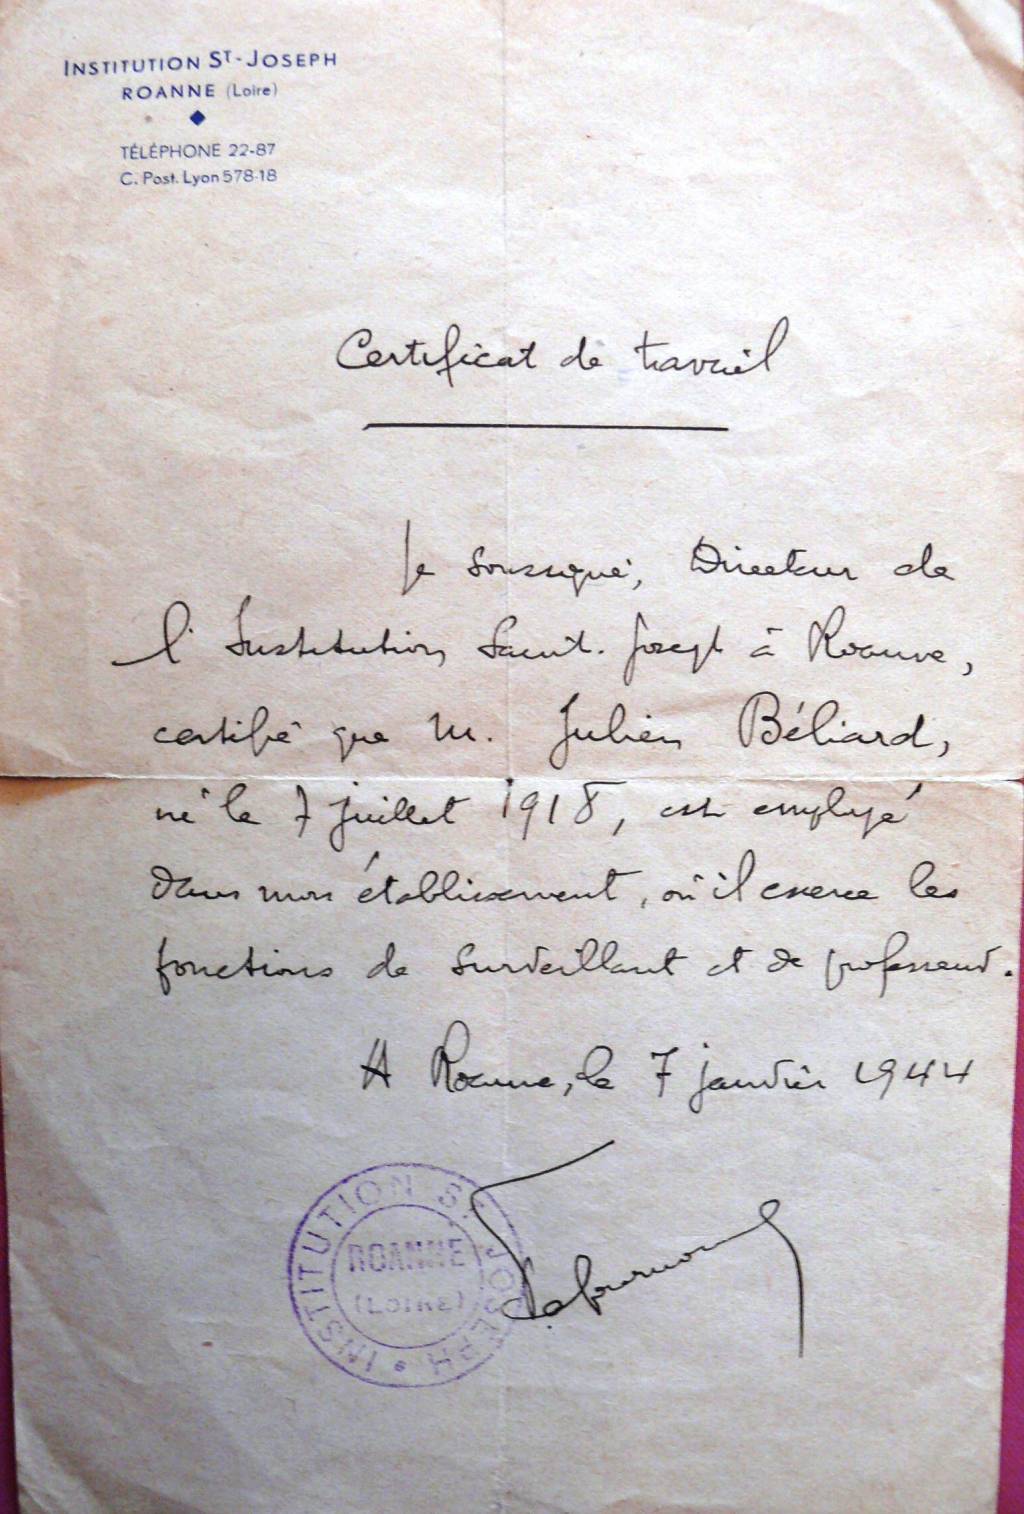 INSTITUTION ST-JOSEPH
ROANNE (Loire)
TÉLÉPHONE 22-87
C. Post. Lyon 578-18
Certificat de travail
Je soussigné, Directeur de
l'Institution Saint-Joseph à Roanne,
certifie que M. Julien Béliard,
né le 7 juillet 1918, est employé
dans mon établissement, où il exerce les
fonctions de surveillant et de professeur.
A Roanne, le 7 janvier 1944
INSTITUTION ST JOSEPH
ROANNE
(LOIRE)